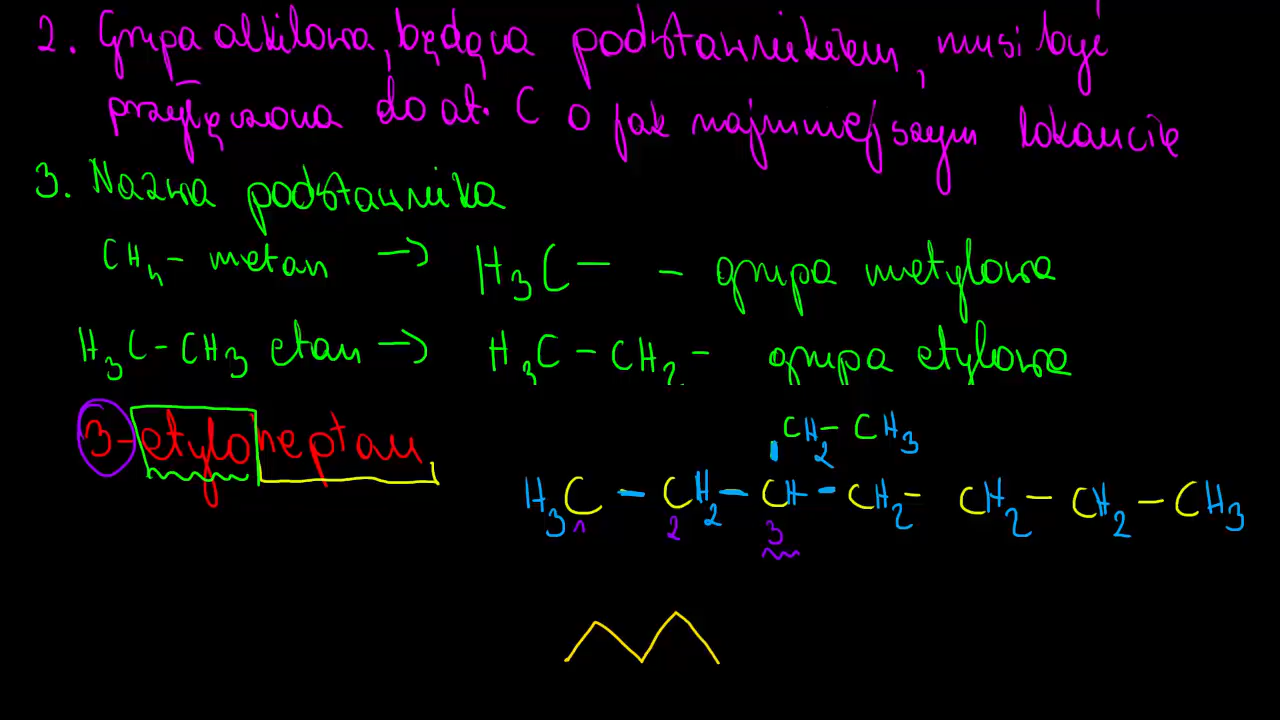 2. Grupa alkilowa, będąca podstawnikiem, musi być
przyłączona do at. C o jak najmniejszym lokancie
3. Nazwa podstawnika
CH4 - metan → H3C- - grupa metylowa
H3C-CH3 etan → H3C-CH2- grupa etylowa
3-etyloheptan
CH2-CH3
H3C-CH2-CH-CH2-CH2-CH2-CH3
1 2 3